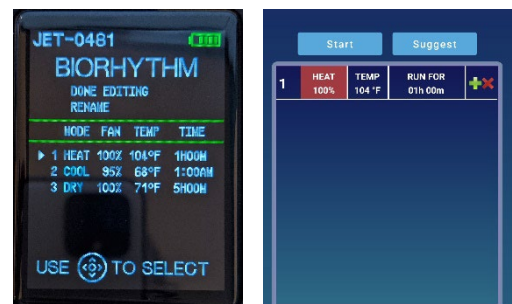 JET-0481
BIORHYTHM
DONE EDITING
RENAME
MODE FAN TEMP TIME
1 HEAT 100% 104°F 1H00M
2 COOL 95% 68°F 1:00AM
3 DRY 100% 71°F 5H00M
USE TO SELECT
Start Suggest
1 HEAT 100% TEMP 104 °F RUN FOR 01h 00m